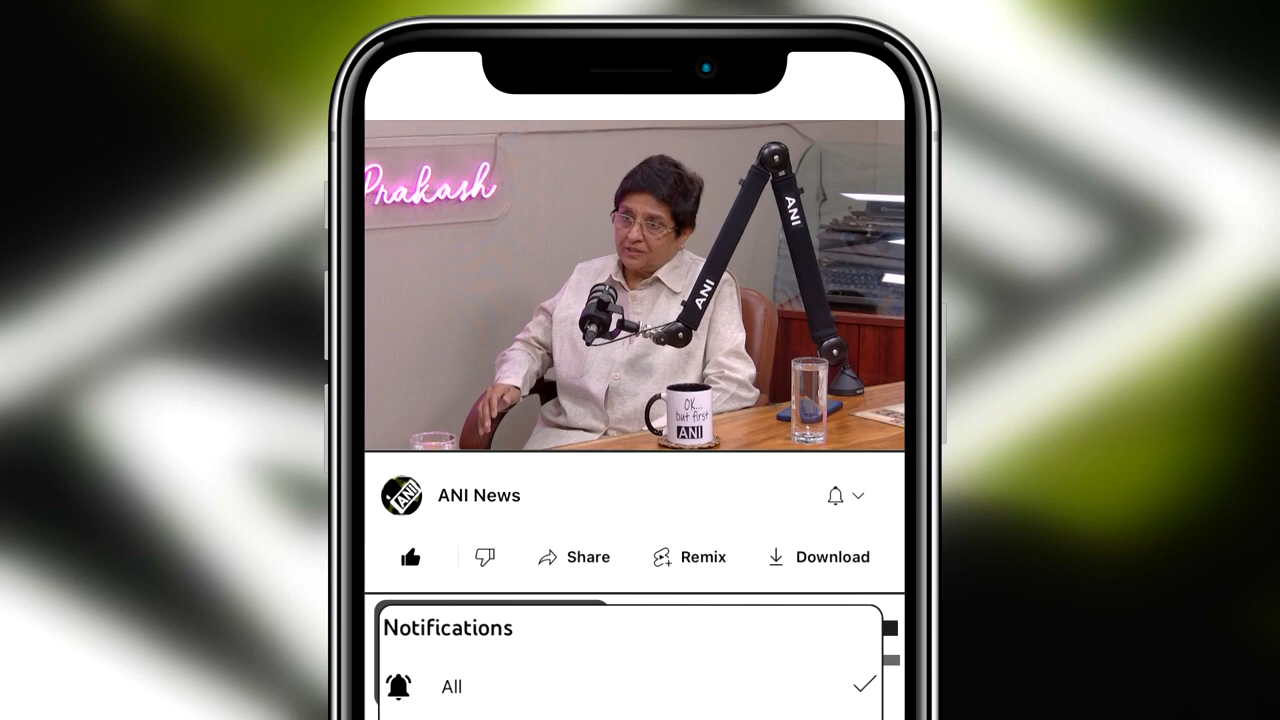 Prakash
ANI
ANI
OK...
but first
ANI
ANI
ANI News
Share
Remix
Download
Notifications
All